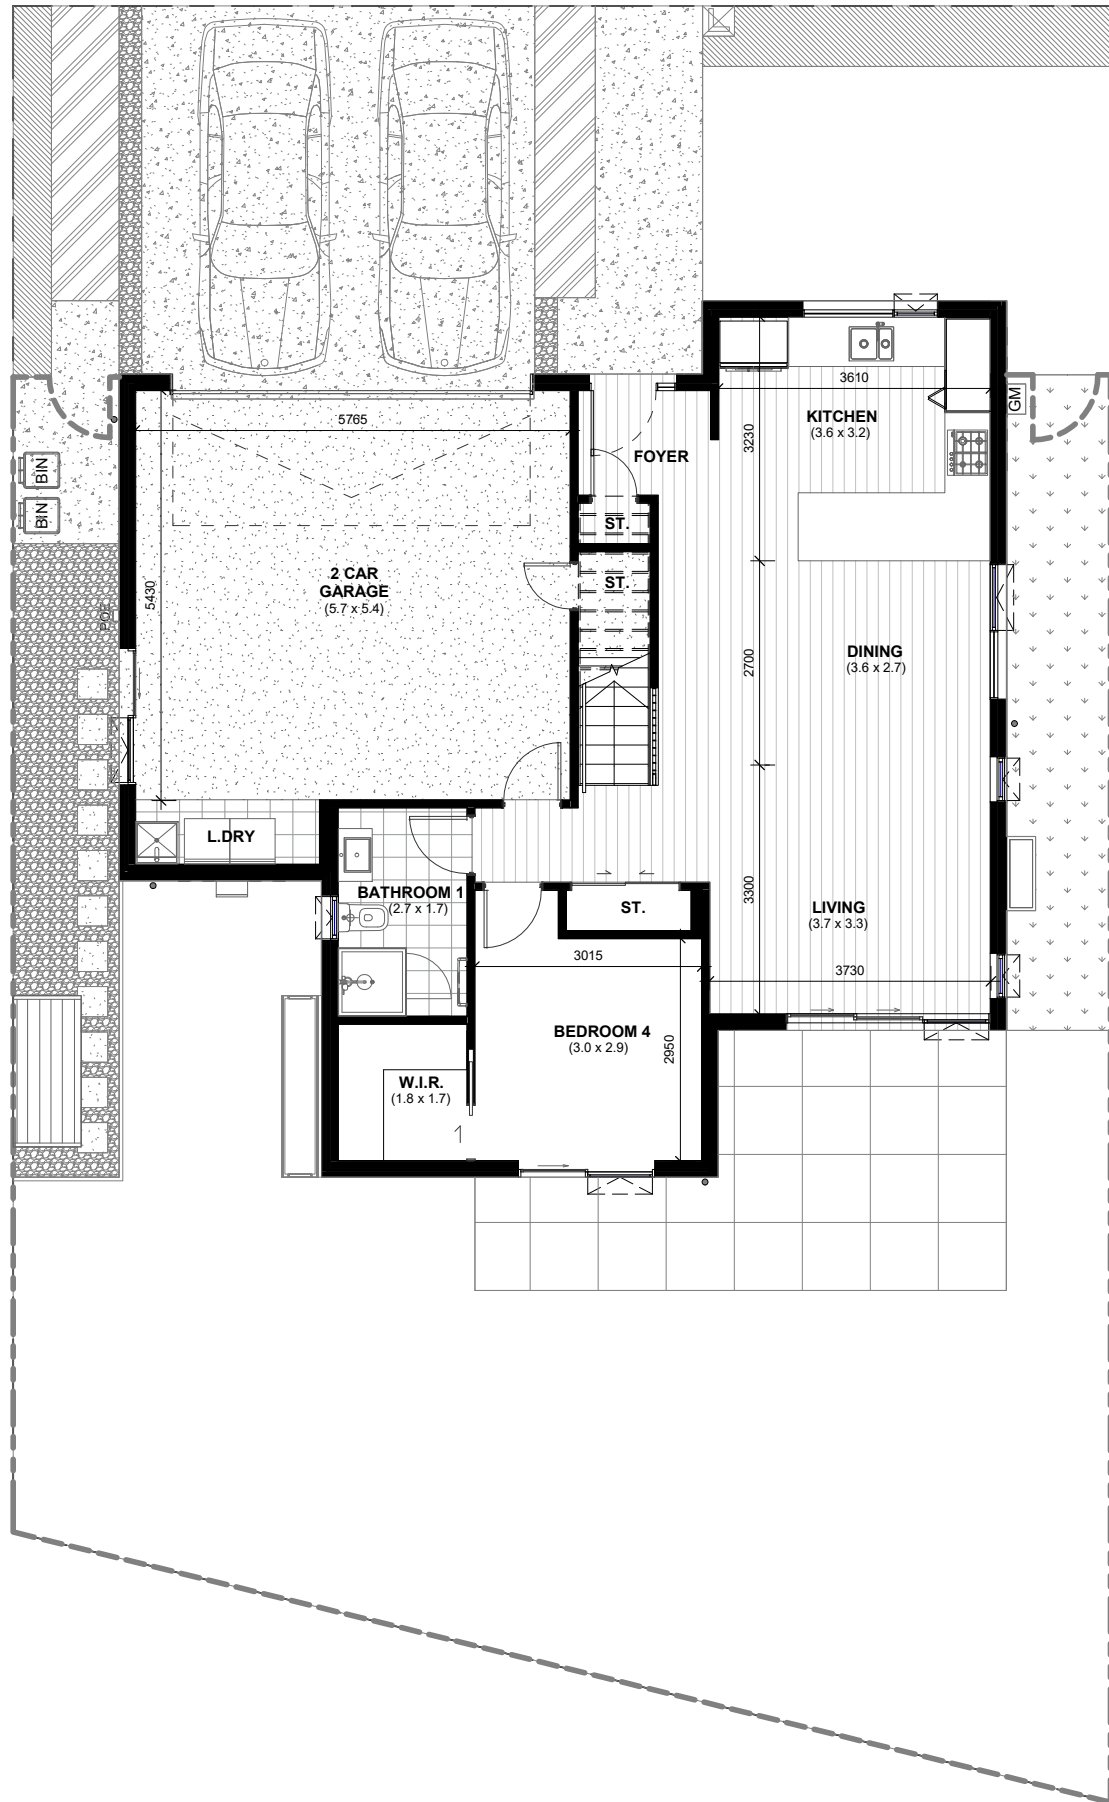 3610
KITCHEN
(3.6 x 3.2)
GM
5765
3230
FOYER
BIN
BIN
ST.
2 CAR
GARAGE
(5.7 x 5.4)
ST.
5430
DINING
(3.6 x 2.7)
2700
L.DRY
BATHROOM 1
(2.7 x 1.7)
ST.
3300
LIVING
(3.7 x 3.3)
3015
3730
BEDROOM 4
(3.0 x 2.9)
2950
W.I.R.
(1.8 x 1.7)
1